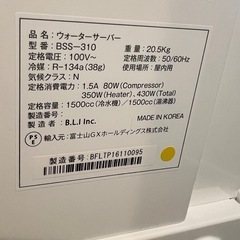 品名：ウォーターサーバー
型名：BSS-310　重量：20.5Kg
定格電圧：100V～　定格周波数：50/60Hz
冷媒：R-134a(38g)　使用場所：屋内用
気候クラス：N
定格消費電力：1.5A 80W(Compressor)
350W(Heater), 430W(Total)
定格容量：1500cc(冷水機)／1500cc(温沸器)
製造者：B.L.I Inc.　MADE IN KOREA
PSE
輸入元：富士山GXホールディングス株式会社
製造番号：BFLTP16110095